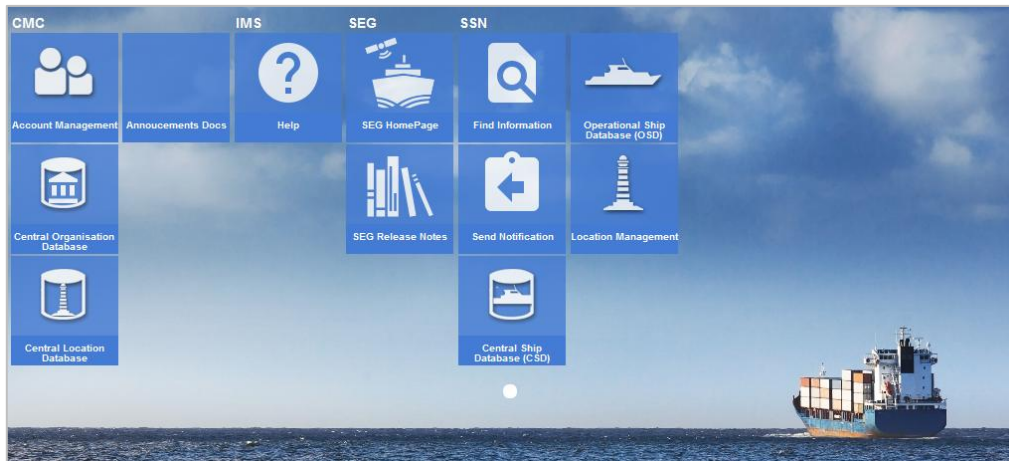 CMC
IMS
SEG
SSN
Account Management
Annoucements Docs
Help
SEG HomePage
Find Information
Operational Ship
Database (OSD)
Central Organisation
Database
SEG Release Notes
Send Notification
Location Management
Central Location
Database
Central Ship
Database (CSD)